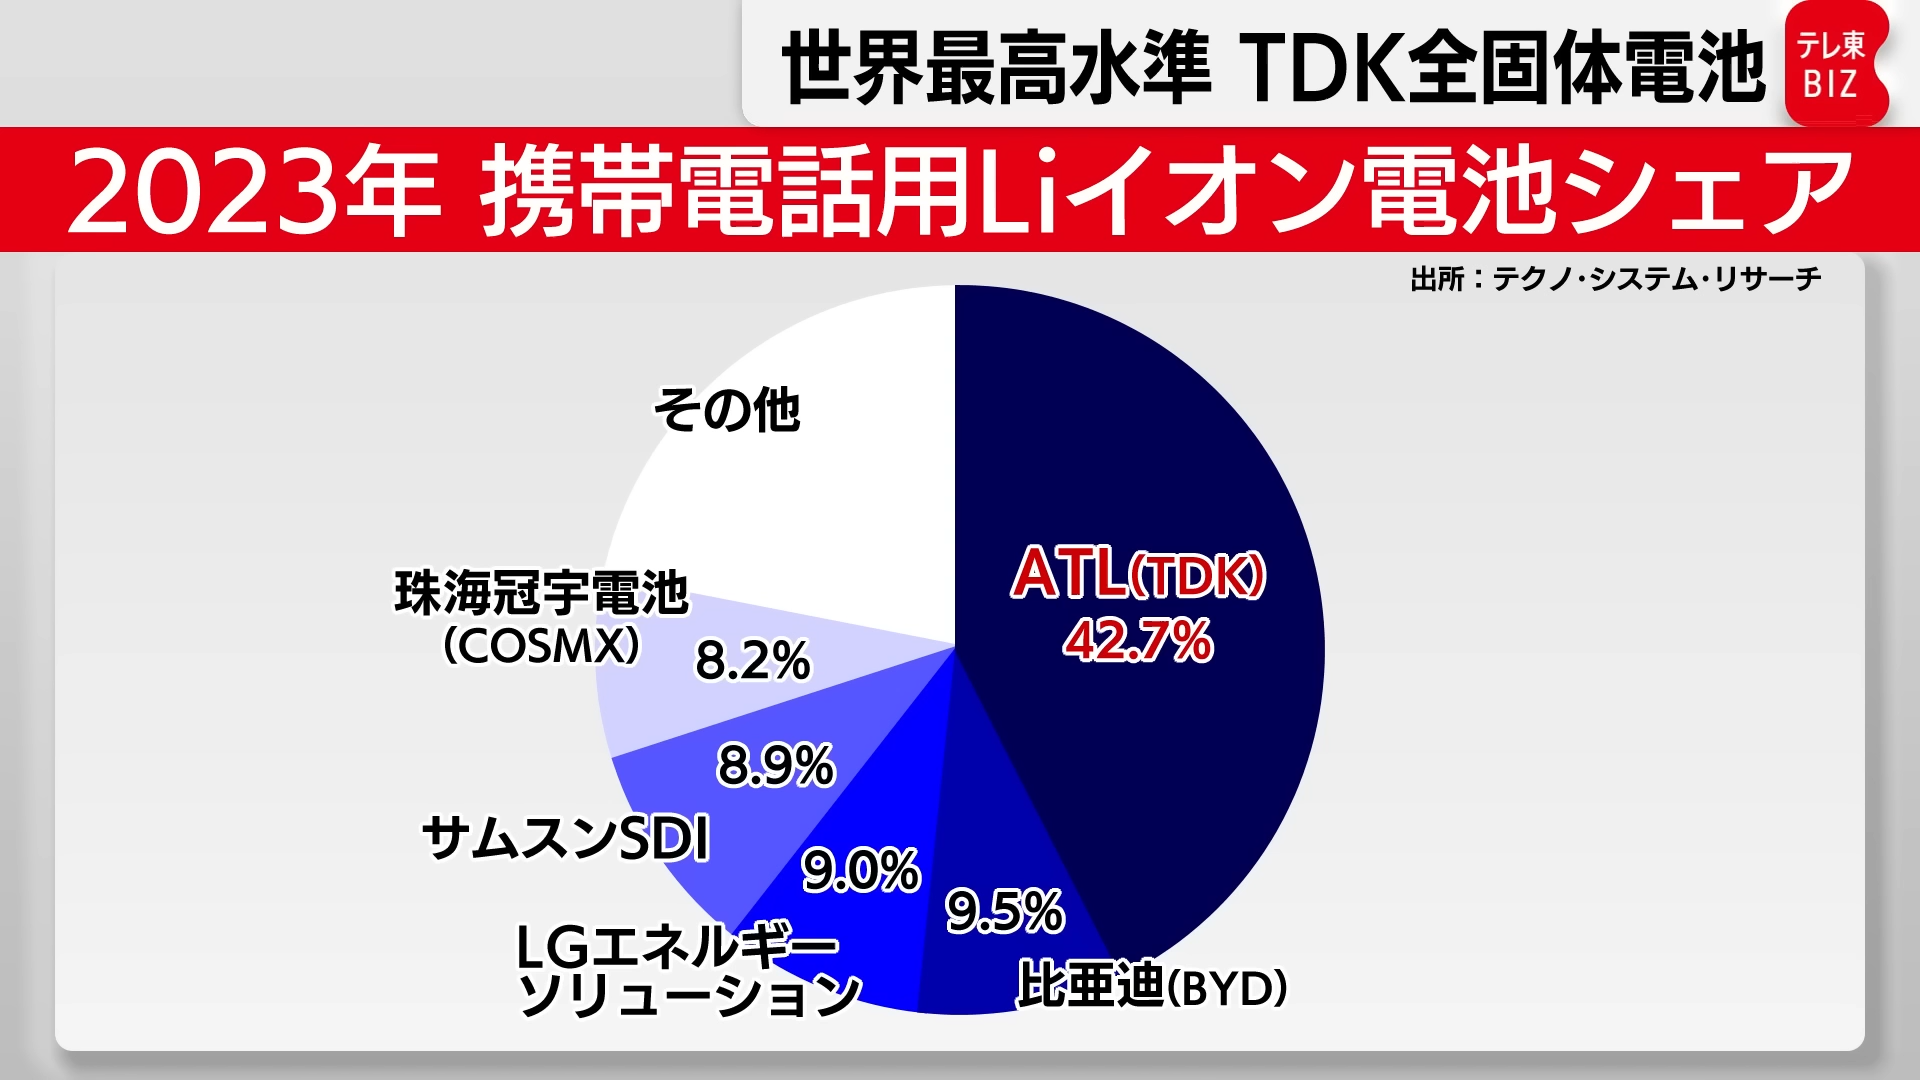 世界最高水準 TDK全固体電池
テレ東
BIZ
2023年 携帯電話用Liイオン電池シェア
出所：テクノ・システム・リサーチ
その他
ATL(TDK)
42.7%
珠海冠宇電池
(COSMX)
8.2%
8.9%
サムスンSDI
9.0%
9.5%
LGエネルギー
ソリューション
比亜迪(BYD)